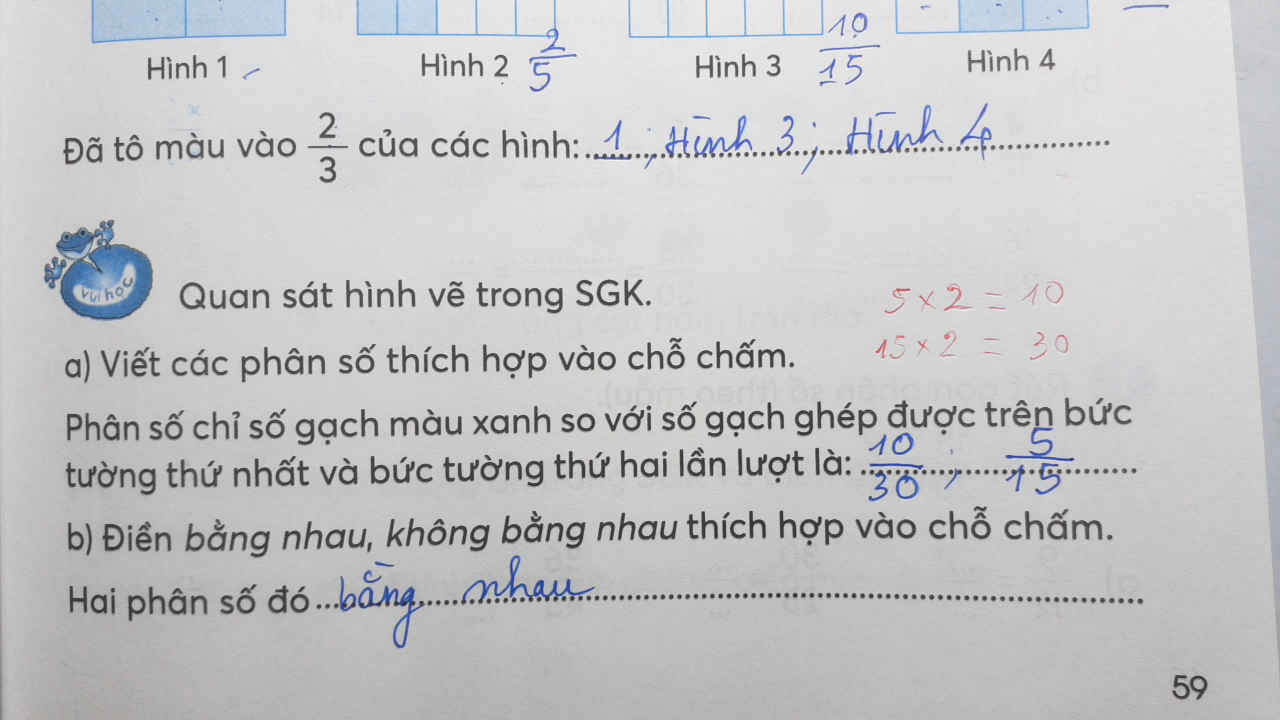 Hình 1 Hình 2 2/5 Hình 3 10/15 Hình 4
Đã tô màu vào 2/3 của các hình: 1 ; Hình 3 ; Hình 4
vui học
Quan sát hình vẽ trong SGK.
5 × 2 = 10
15 × 2 = 30
a) Viết các phân số thích hợp vào chỗ chấm.
Phân số chỉ số gạch màu xanh so với số gạch ghép được trên bức
tường thứ nhất và bức tường thứ hai lần lượt là: 10/30 ; 5/15
b) Điền bằng nhau, không bằng nhau thích hợp vào chỗ chấm.
Hai phân số đó bằng nhau
59